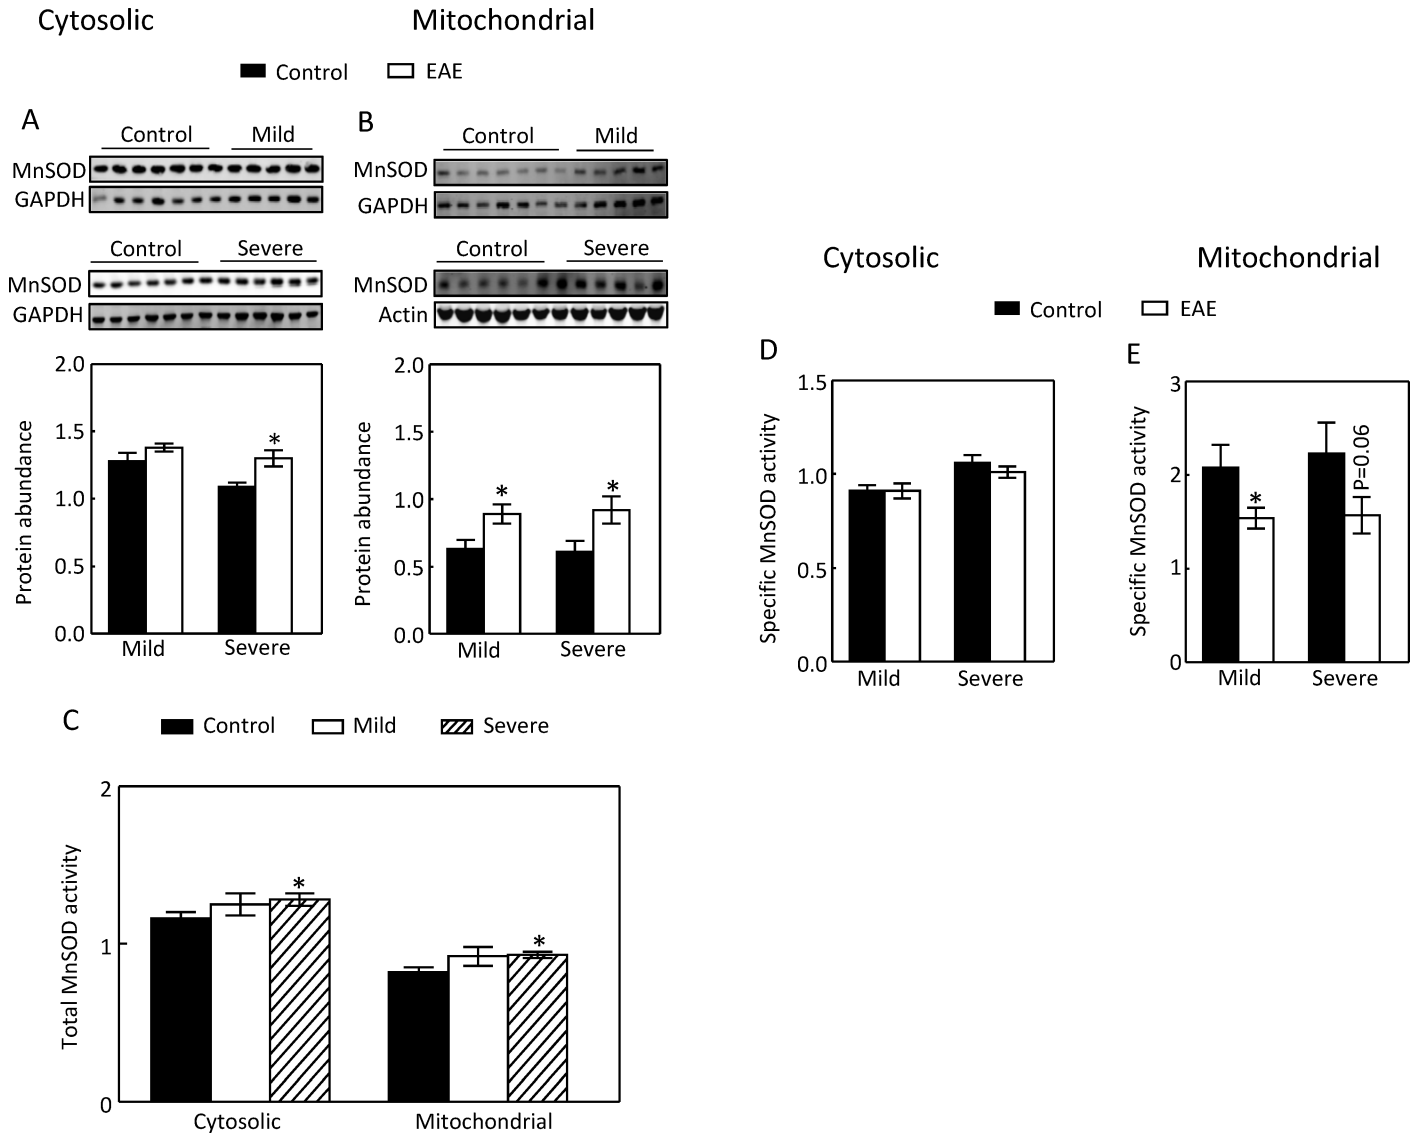 Cytosolic Mitochondrial
Control EAE
A
Control Mild
MnSOD
GAPDH
Control Severe
MnSOD
GAPDH
2.0
1.5
1.0
0.5
0.0
Protein abundance
*
Mild Severe
B
Control Mild
MnSOD
GAPDH
Control Severe
MnSOD
Actin
2.0
1.5
1.0
0.5
0.0
Protein abundance
* *
Mild Severe
C
Control Mild Severe
2
1
0
Total MnSOD activity
* *
Cytosolic Mitochondrial
Cytosolic Mitochondrial
Control EAE
D
1.5
1.0
0.5
0.0
Specific MnSOD activity
Mild Severe
E
3
2
1
0
Specific MnSOD activity
*
P=0.06
Mild Severe